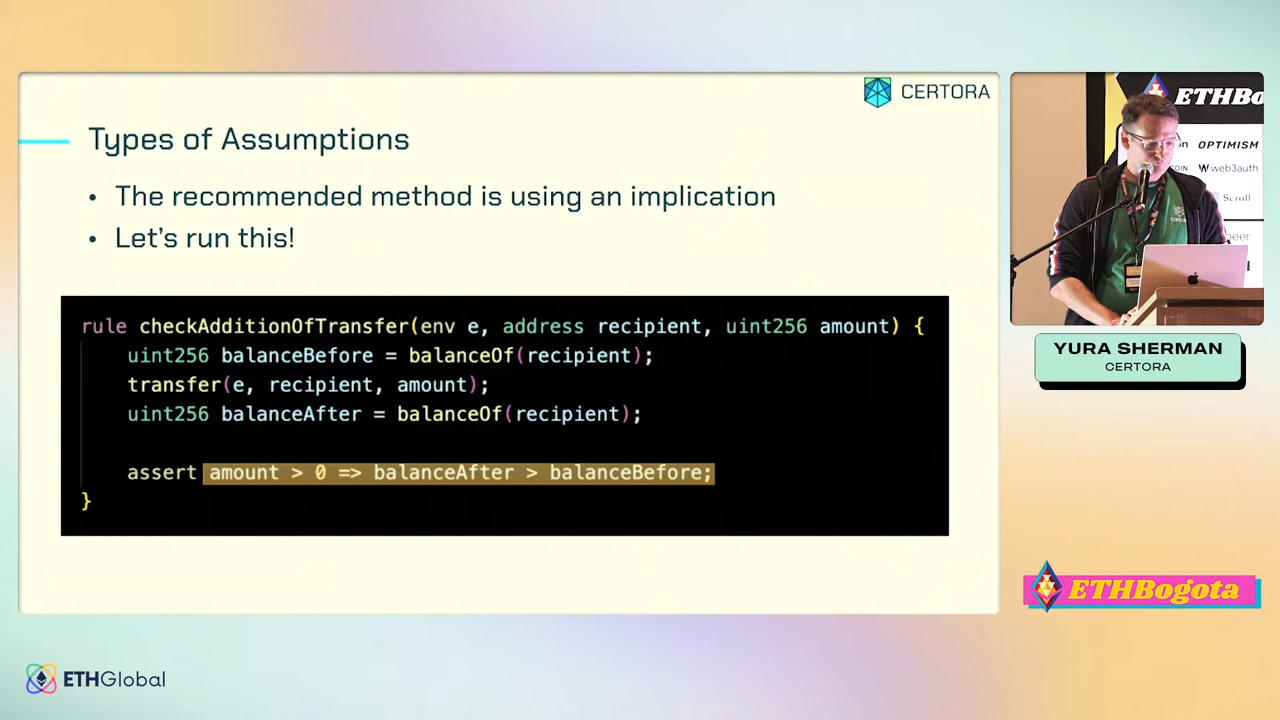 CERTORA
Types of Assumptions
• The recommended method is using an implication
• Let's run this!
rule checkAdditionOfTransfer(env e, address recipient, uint256 amount) {
uint256 balanceBefore = balanceOf(recipient);
transfer(e, recipient, amount);
uint256 balanceAfter = balanceOf(recipient);
assert amount > 0 => balanceAfter > balanceBefore;
}
ETHBo
OPTIMISM
web3auth
Scroll
YURA SHERMAN
CERTORA
ETHBogota
ETHGlobal